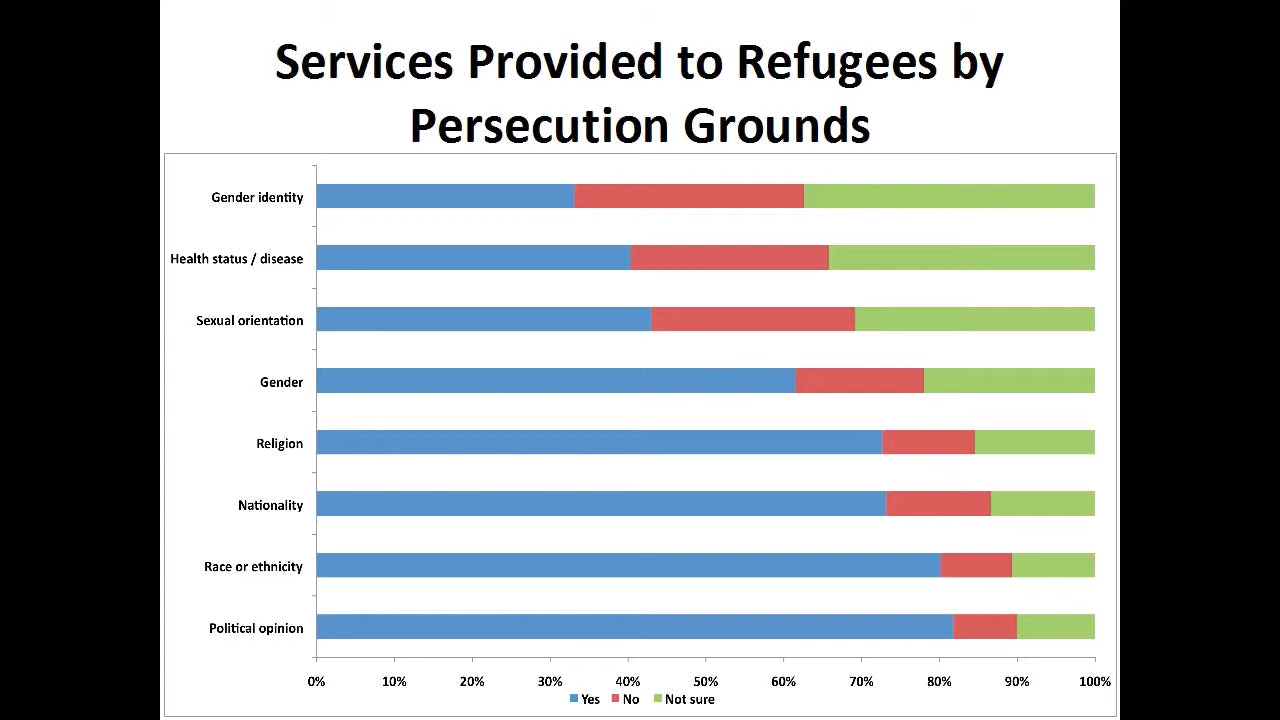 Services Provided to Refugees by
Persecution Grounds
Gender identity
Health status / disease
Sexual orientation
Gender
Religion
Nationality
Race or ethnicity
Political opinion
0% 10% 20% 30% 40% 50% 60% 70% 80% 90% 100%
Yes No Not sure